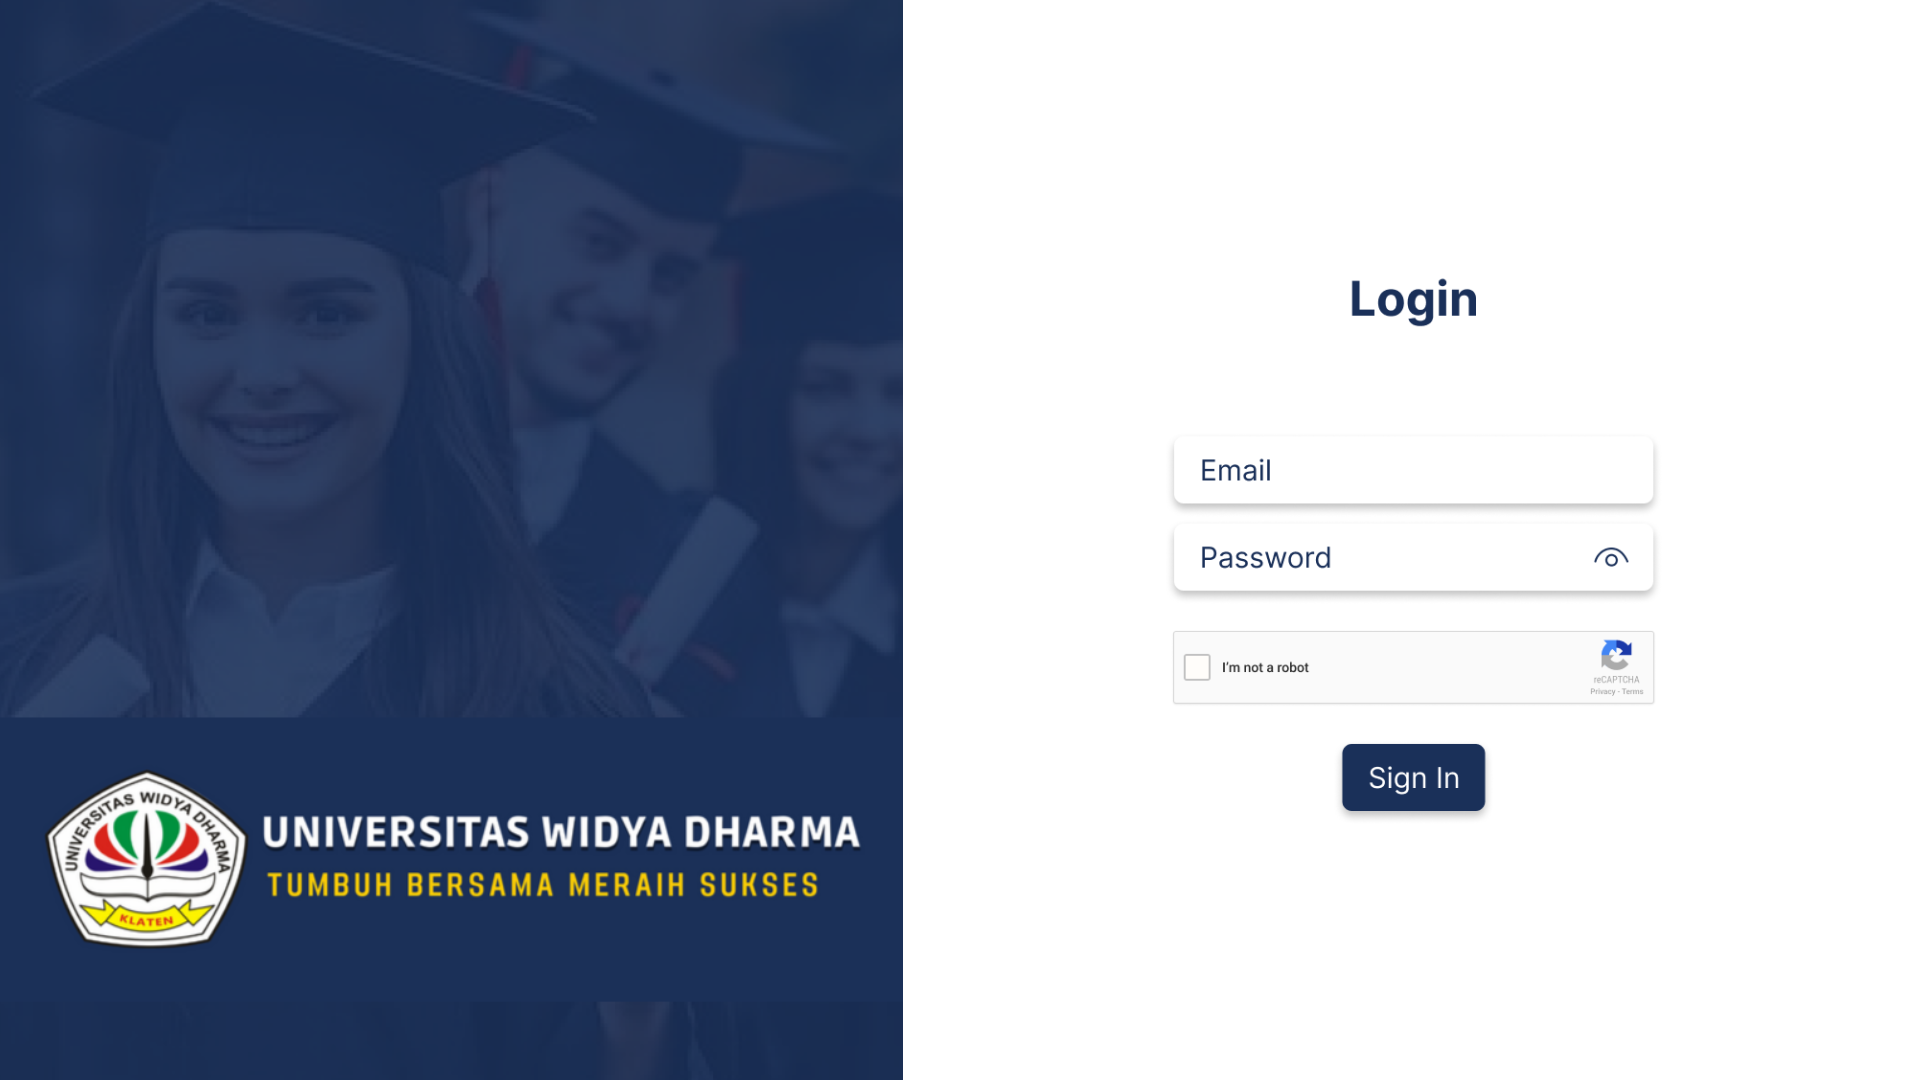 UNIVERSITAS WIDYA DHARMA
KLATEN
UNIVERSITAS WIDYA DHARMA
TUMBUH BERSAMA MERAIH SUKSES
Login
Email
Password
I'm not a robot
reCAPTCHA
Privacy - Terms
Sign In